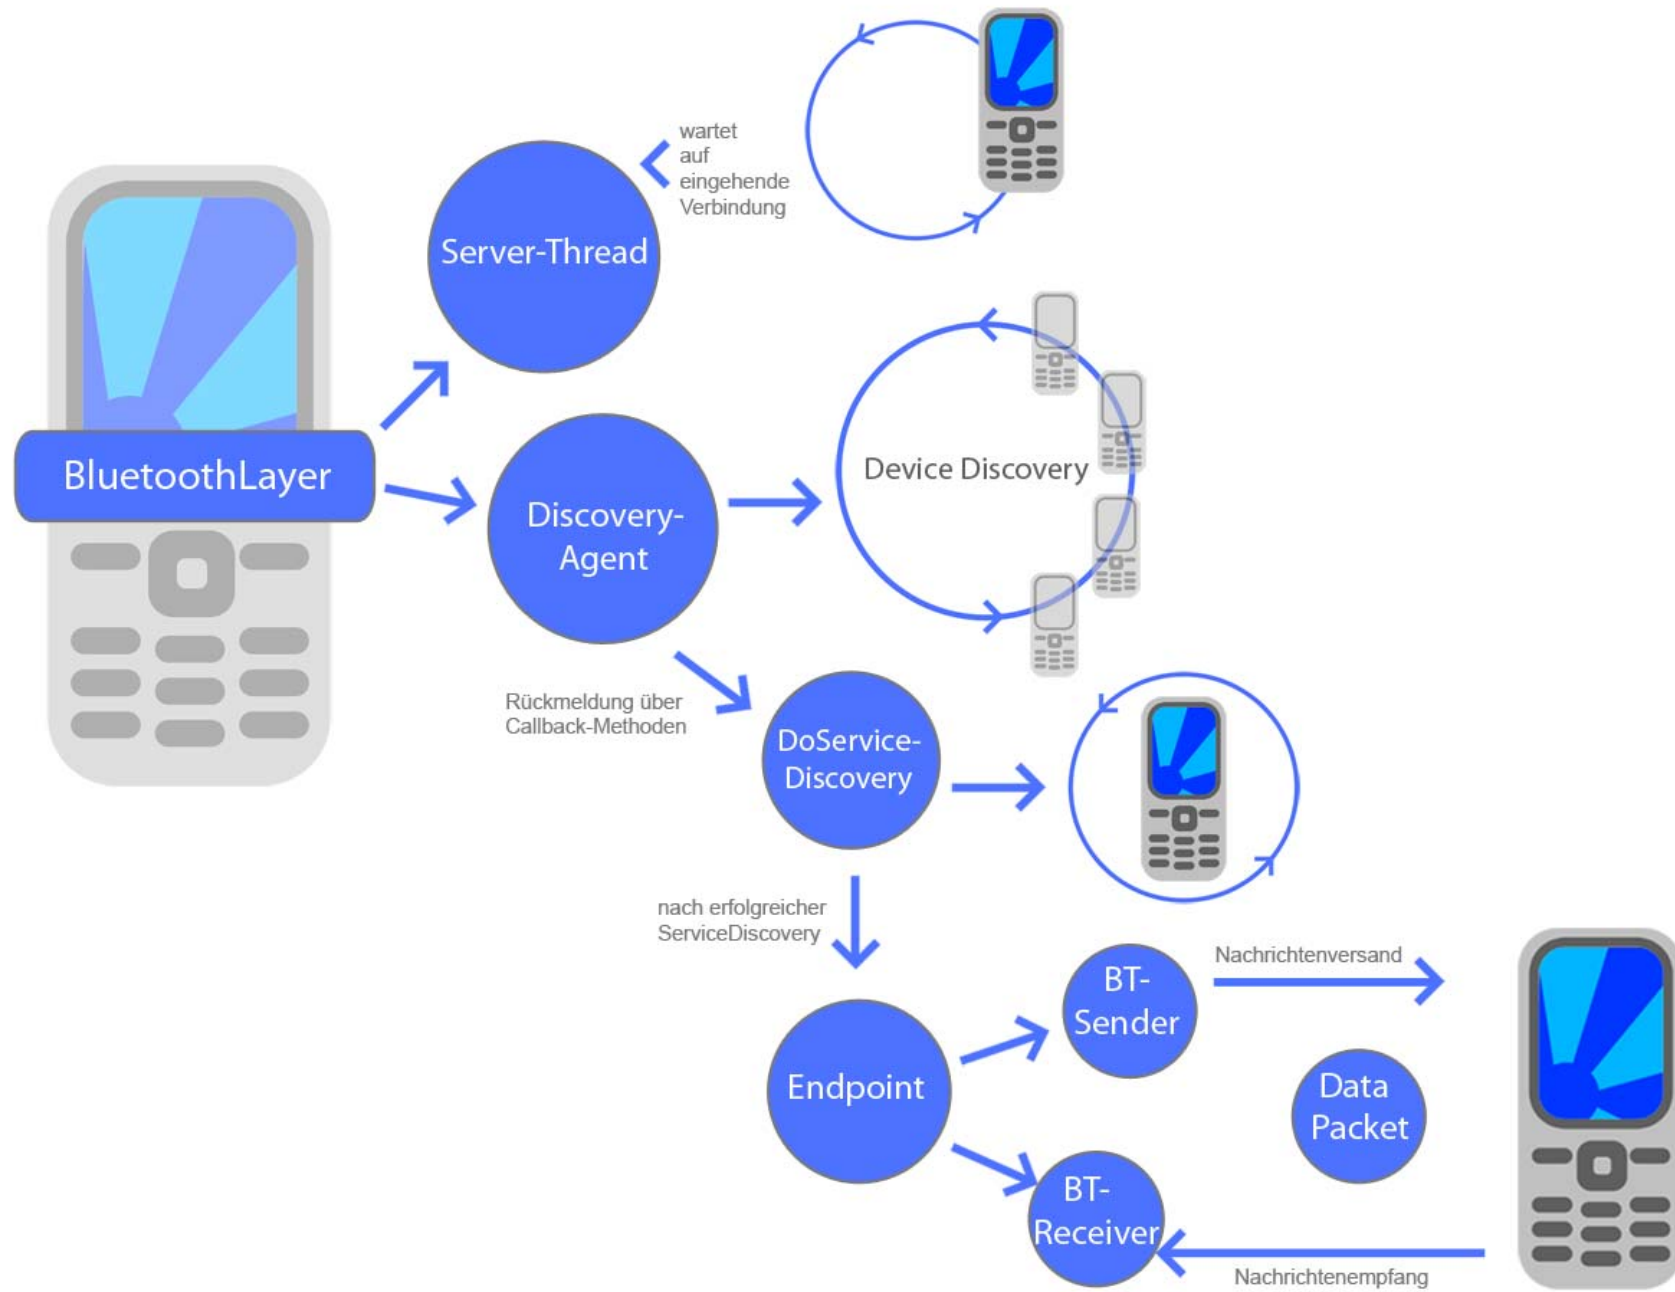 wartet
auf
eingehende
Verbindung
Server-Thread
BluetoothLayer
Discovery-
Agent
Device Discovery
Rückmeldung über
Callback-Methoden
DoService-
Discovery
nach erfolgreicher
ServiceDiscovery
Endpoint
BT-
Sender
Nachrichtenversand
Data
Packet
BT-
Receiver
Nachrichtenempfang